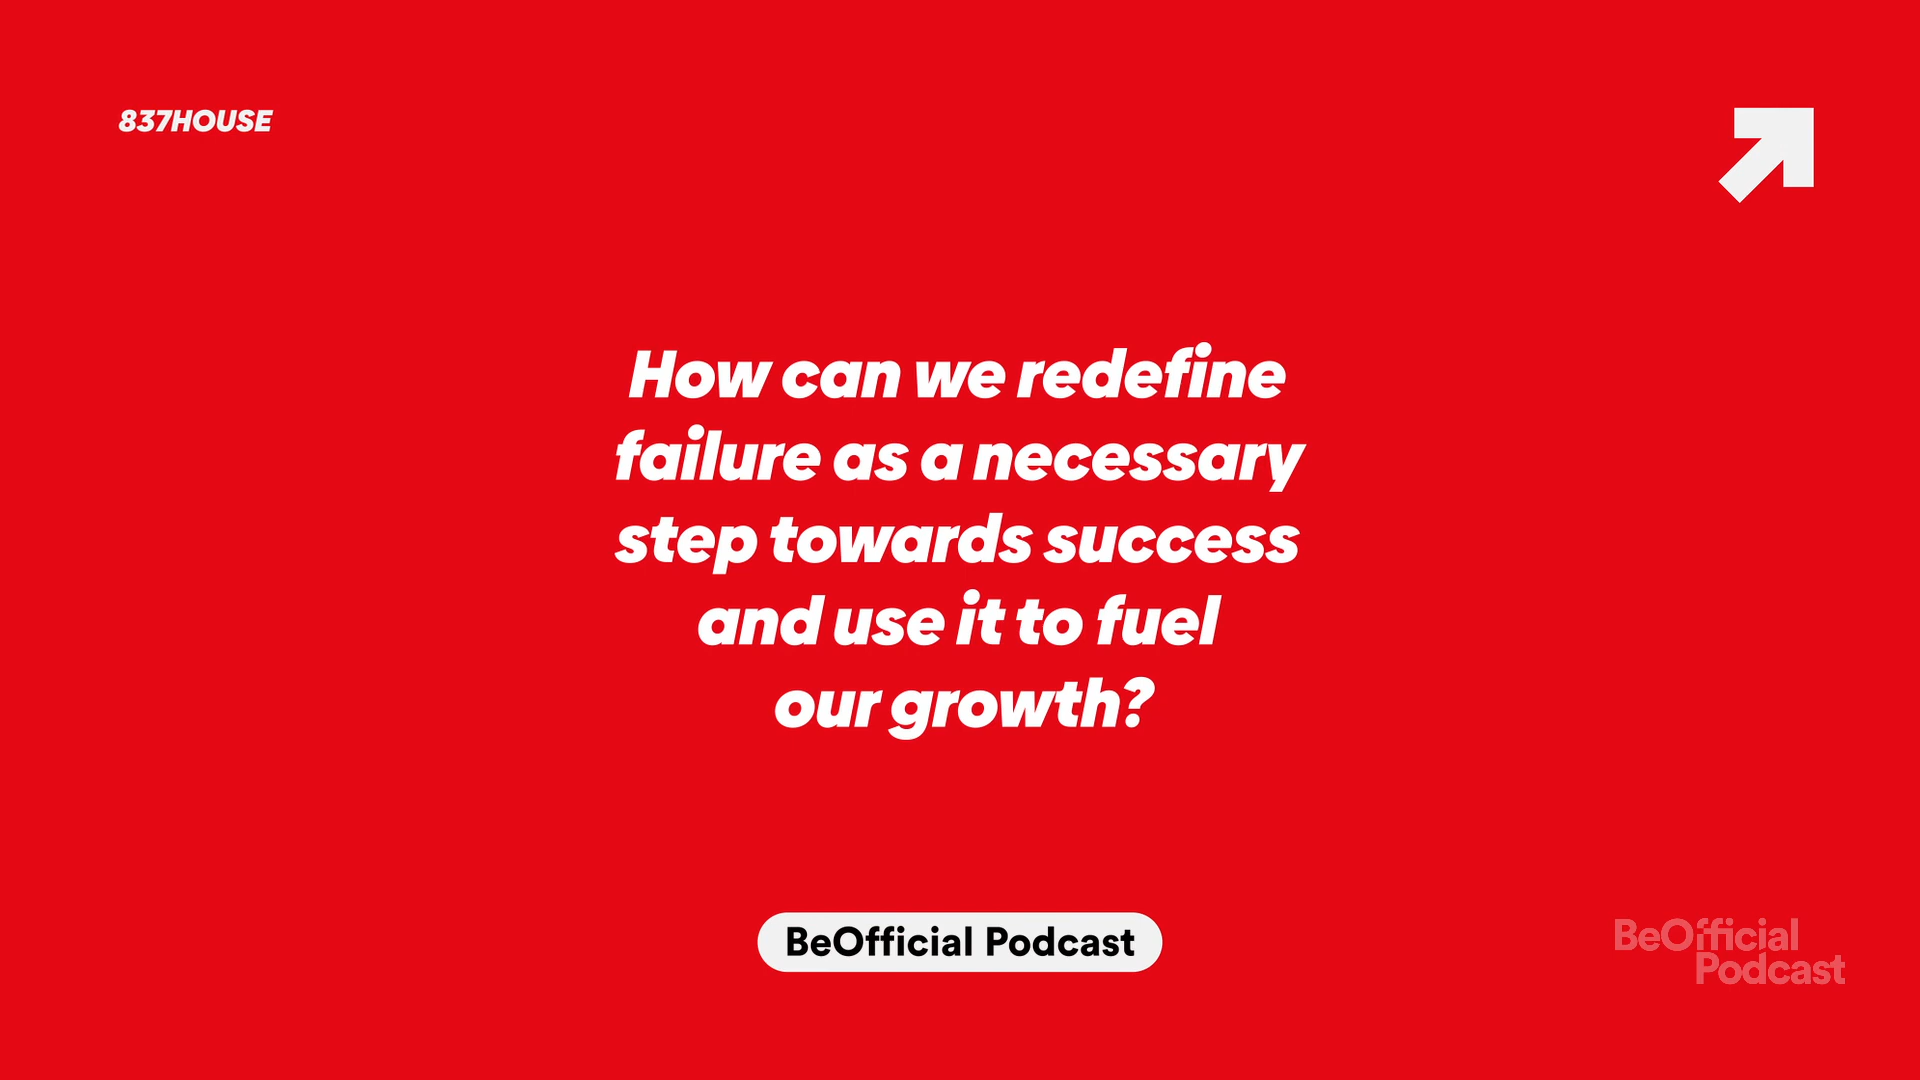 837HOUSE
How can we redefine
failure as a necessary
step towards success
and use it to fuel
our growth?
BeOfficial Podcast
BeOfficial
Podcast